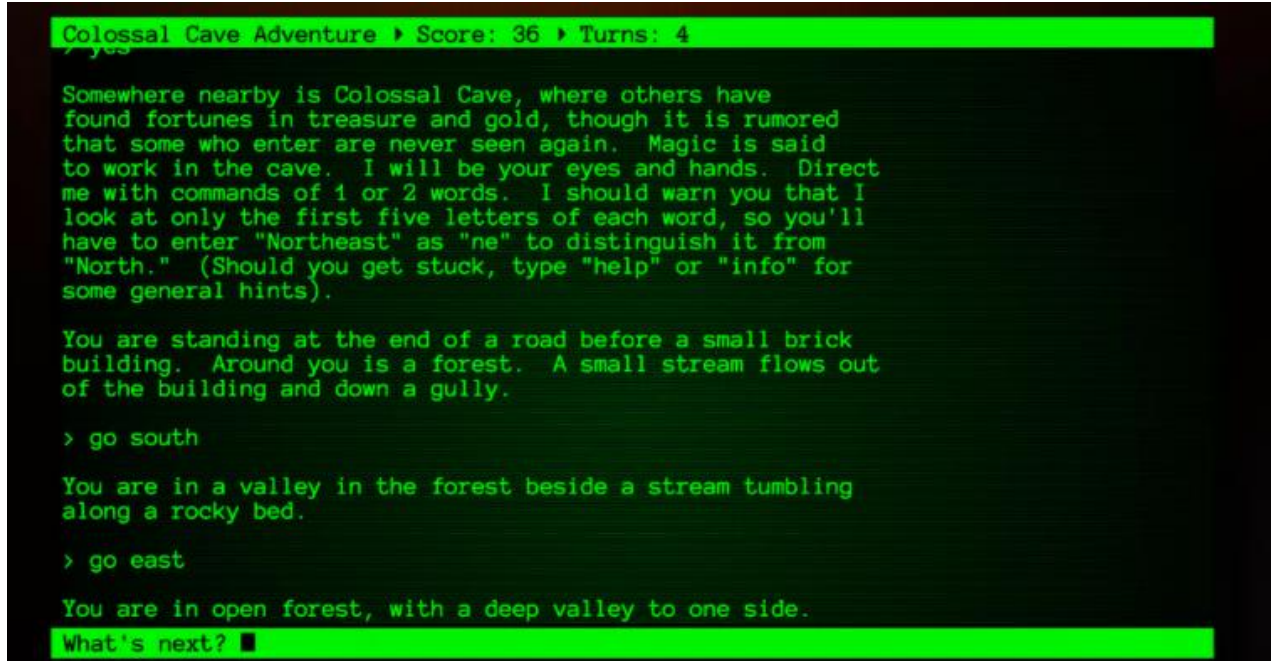 Colossal Cave Adventure ▸ Score: 36 ▸ Turns: 4
> yes
Somewhere nearby is Colossal Cave, where others have
found fortunes in treasure and gold, though it is rumored
that some who enter are never seen again.  Magic is said
to work in the cave.  I will be your eyes and hands.  Direct
me with commands of 1 or 2 words.  I should warn you that I
look at only the first five letters of each word, so you'll
have to enter "Northeast" as "ne" to distinguish it from
"North."  (Should you get stuck, type "help" or "info" for
some general hints).
You are standing at the end of a road before a small brick
building.  Around you is a forest.  A small stream flows out
of the building and down a gully.
> go south
You are in a valley in the forest beside a stream tumbling
along a rocky bed.
> go east
You are in open forest, with a deep valley to one side.
What's next?